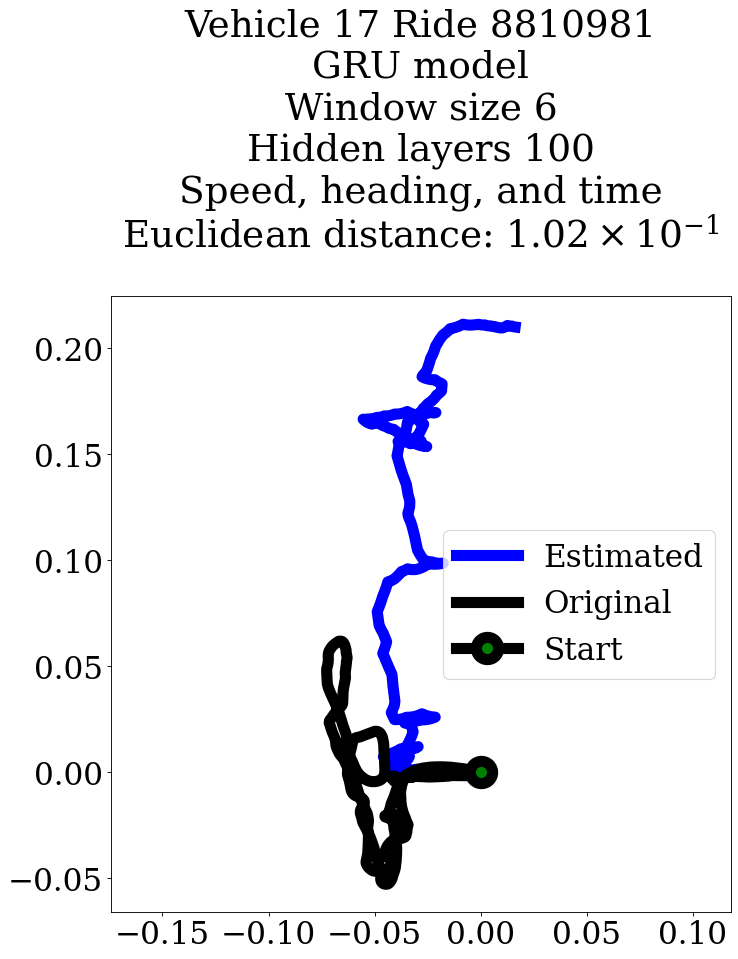 Vehicle 17 Ride 8810981
GRU model
Window size 6
Hidden layers 100
Speed, heading, and time
Euclidean distance: 1.02 × 10⁻¹
0.20
0.15
0.10
0.05
0.00
−0.05
Estimated
Original
Start
−0.15 −0.10 −0.05 0.00 0.05 0.10